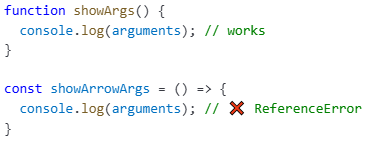 function showArgs() {
  console.log(arguments); // works
}

const showArrowArgs = () => {
  console.log(arguments); // ❌ ReferenceError
}